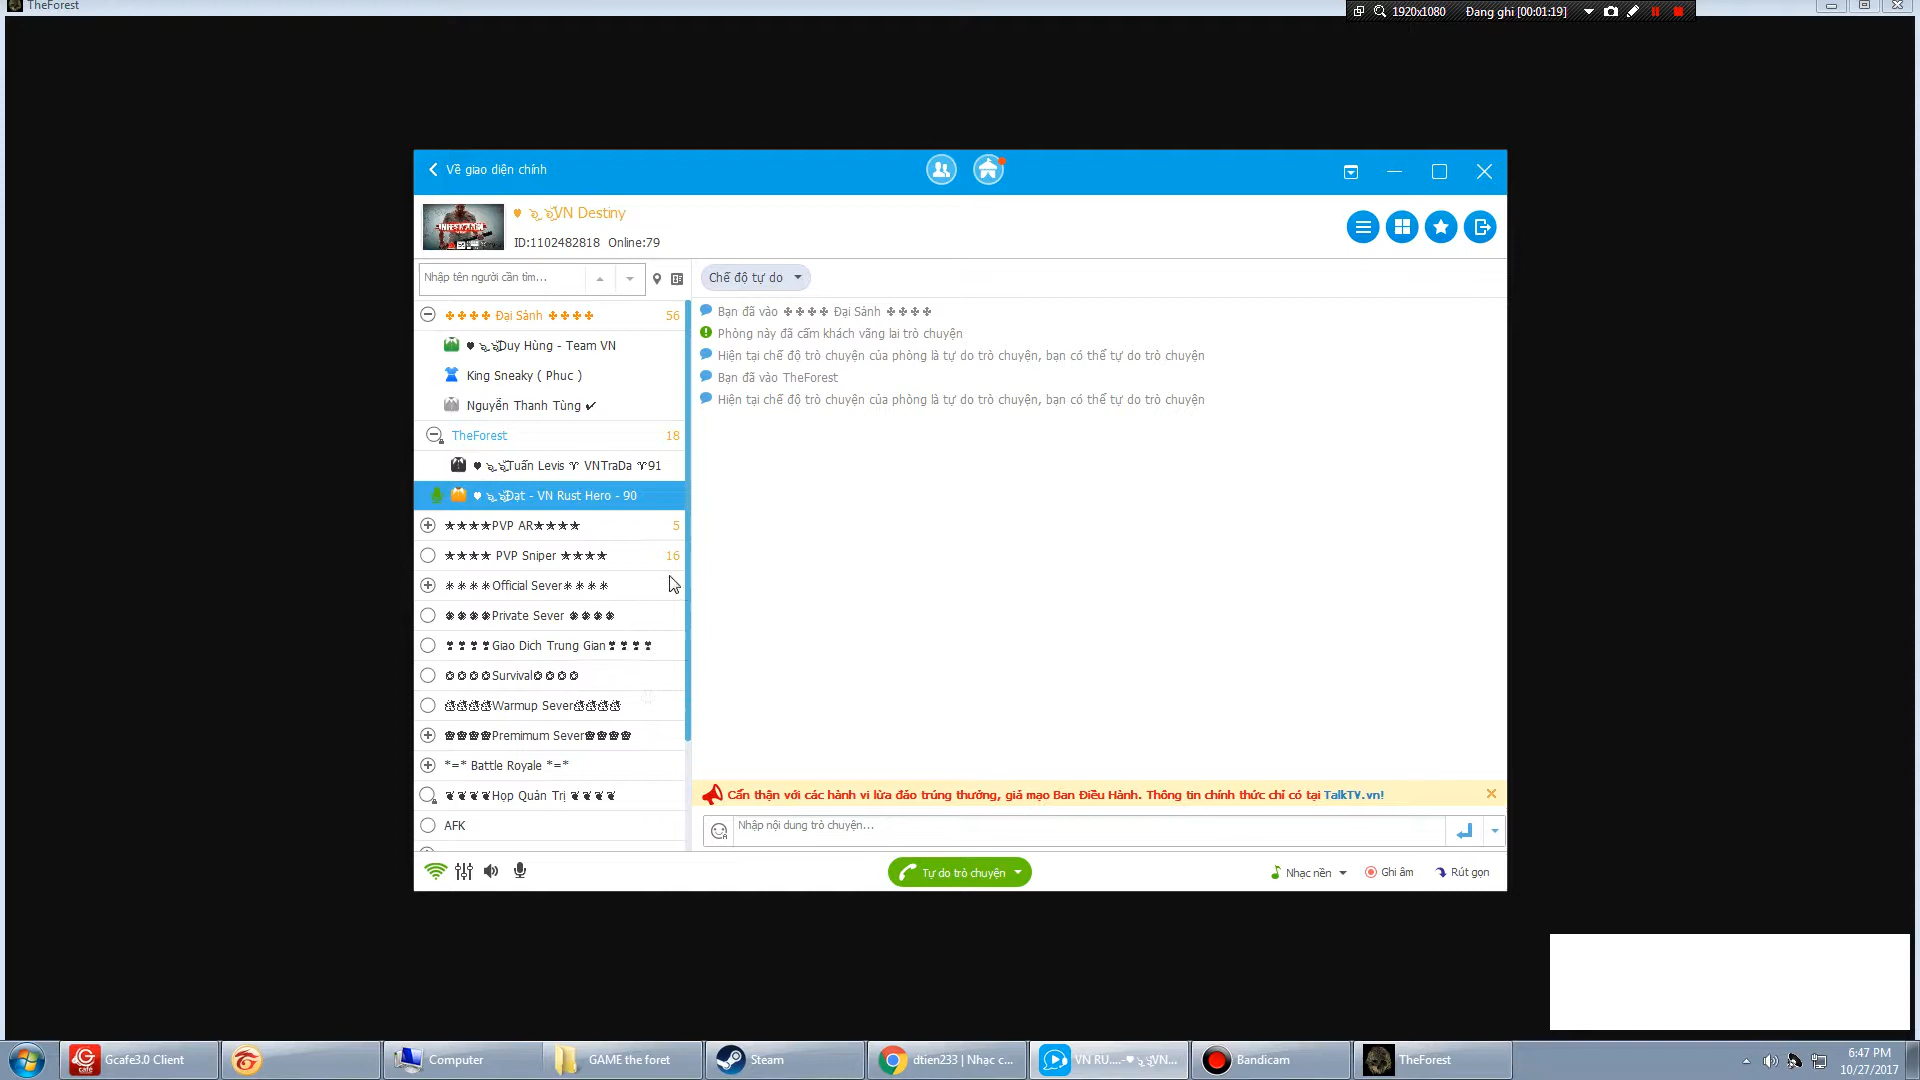 TheForest
1920x1080 Đang ghi [00:01:19]
Về giao diện chính
VN Destiny
ID:1102482818 Online:79
Nhập tên người cần tìm...
Chế độ tự do
Đại Sảnh 56
Duy Hùng - Team VN
King Sneaky ( Phuc )
Nguyễn Thanh Tùng ✔
TheForest 18
♥ Tuấn Levis ♈ VNTraDa ♈91
♥ Đạt - VN Rust Hero - 90
★★★★PVP AR★★★★ 5
★★★★ PVP Sniper ★★★★ 16
****Official Sever****
Private Sever
Giao Dich Trung Gian
Survival
Warmup Sever
Premimum Sever
*=* Battle Royale *=*
Họp Quản Trị
AFK
Bạn đã vào ✤✤✤✤ Đại Sảnh ✤✤✤✤
Phòng này đã cấm khách vãng lai trò chuyện
Hiện tại chế độ trò chuyện của phòng là tự do trò chuyện, bạn có thể tự do trò chuyện
Bạn đã vào TheForest
Hiện tại chế độ trò chuyện của phòng là tự do trò chuyện, bạn có thể tự do trò chuyện
Cẩn thận với các hành vi lừa đảo trúng thưởng, giả mạo Ban Điều Hành. Thông tin chính thức chỉ có tại TalkTV.vn!
Nhập nội dung trò chuyện...
Tự do trò chuyện
Nhạc nền
Ghi âm
Rút gọn
Gcafe3.0 Client
Computer
GAME the foret
Steam
dtien233 | Nhạc c...
VN RU....-♥ VN...
Bandicam
TheForest
6:47 PM
10/27/2017